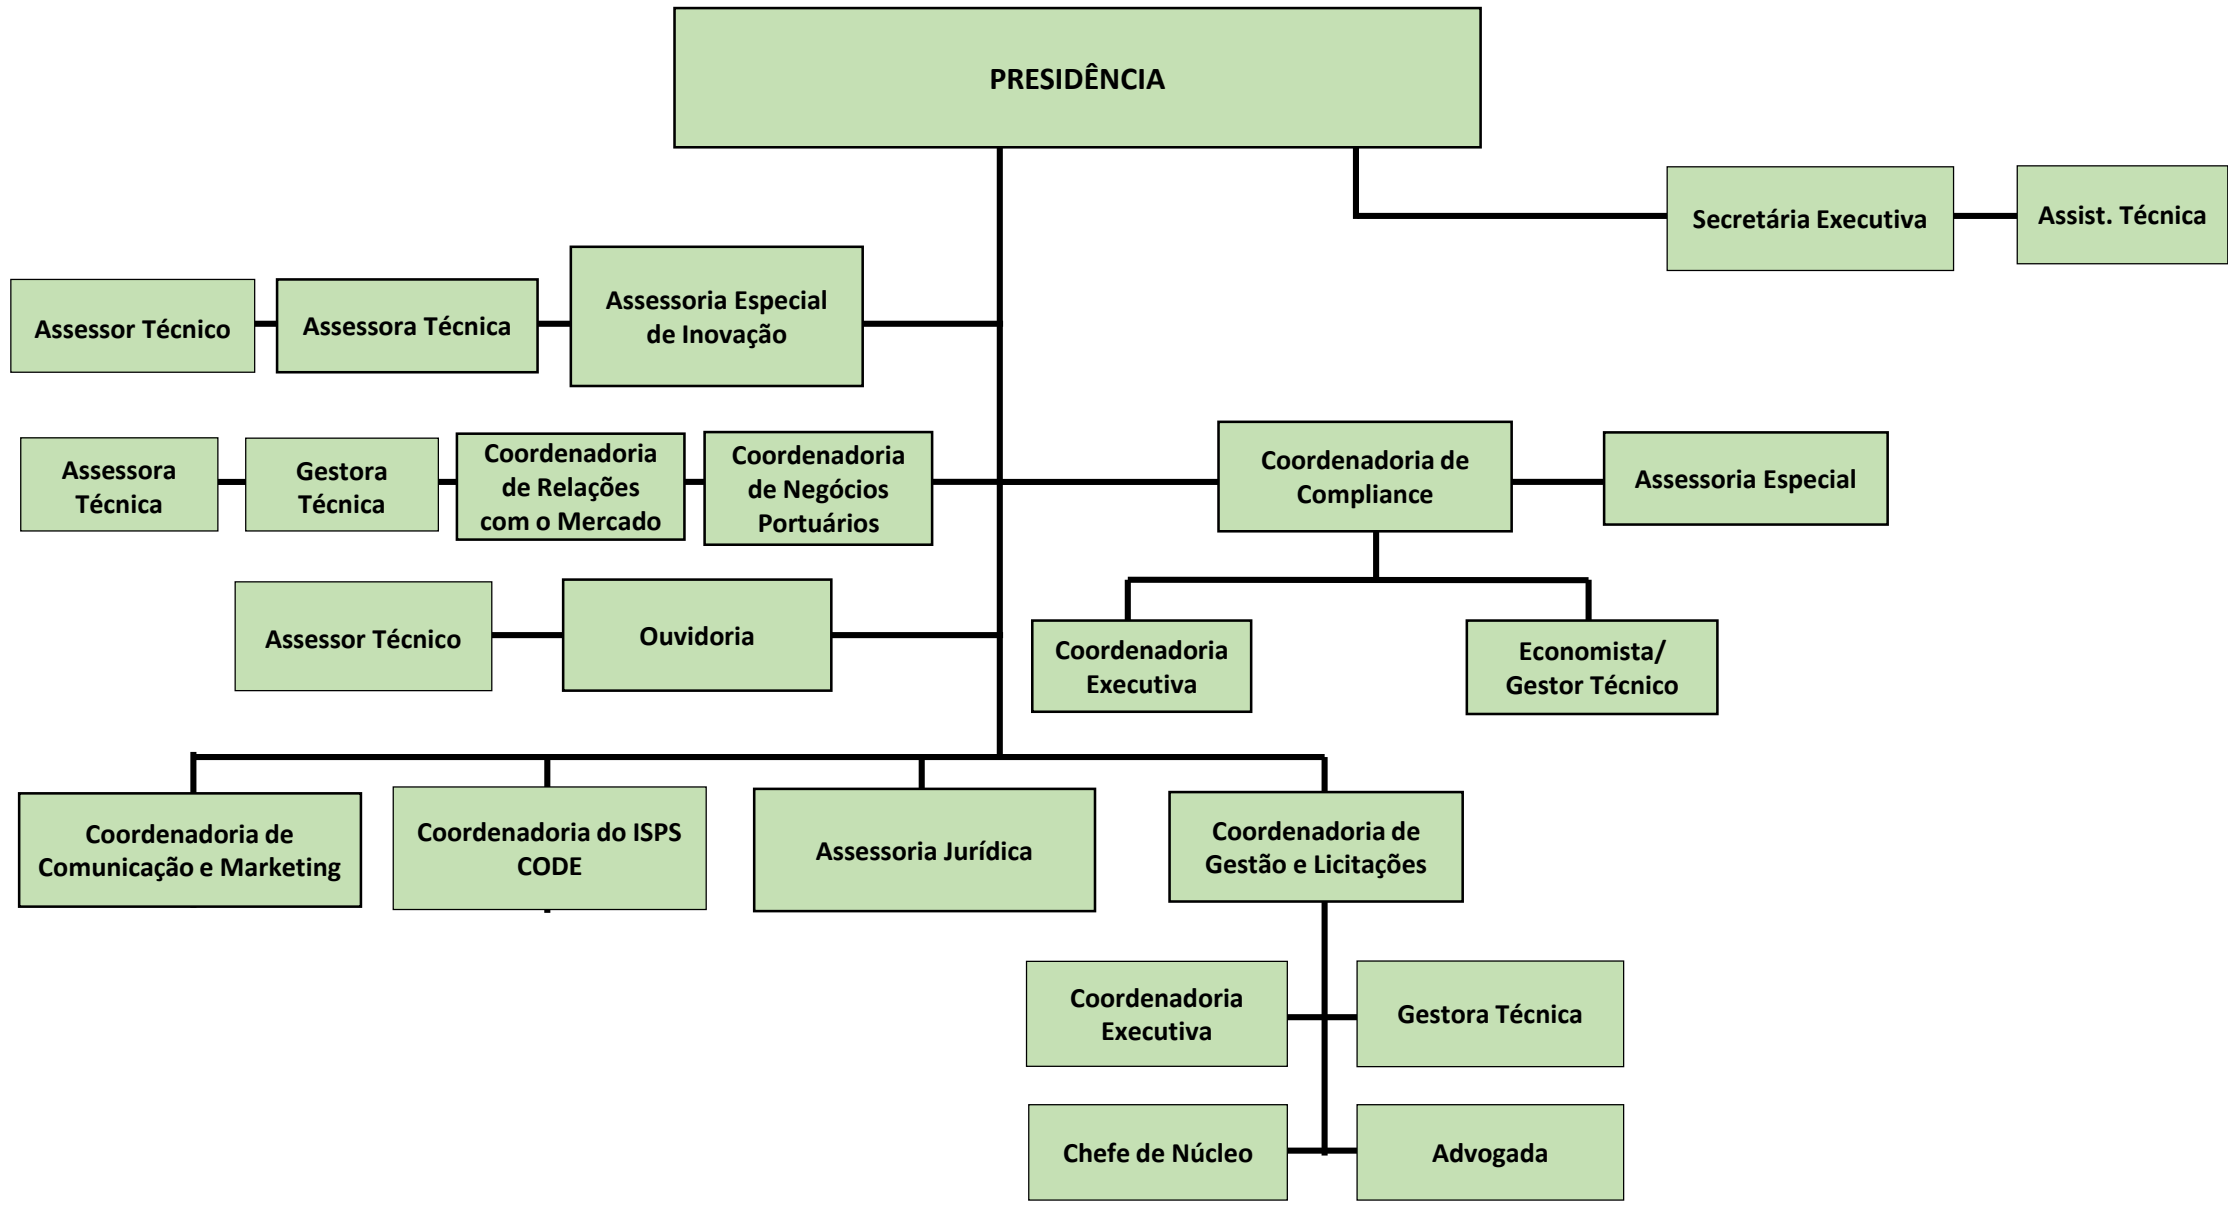 PRESIDÊNCIA
Secretária Executiva
Assist. Técnica
Assessor Técnico
Assessora Técnica
Assessoria Especial
de Inovação
Assessora
Técnica
Gestora
Técnica
Coordenadoria
de Relações
com o Mercado
Coordenadoria
de Negócios
Portuários
Coordenadoria de
Compliance
Assessoria Especial
Assessor Técnico
Ouvidoria
Coordenadoria
Executiva
Economista/
Gestor Técnico
Coordenadoria de
Comunicação e Marketing
Coordenadoria do ISPS
CODE
Assessoria Jurídica
Coordenadoria de
Gestão e Licitações
Coordenadoria
Executiva
Gestora Técnica
Chefe de Núcleo
Advogada